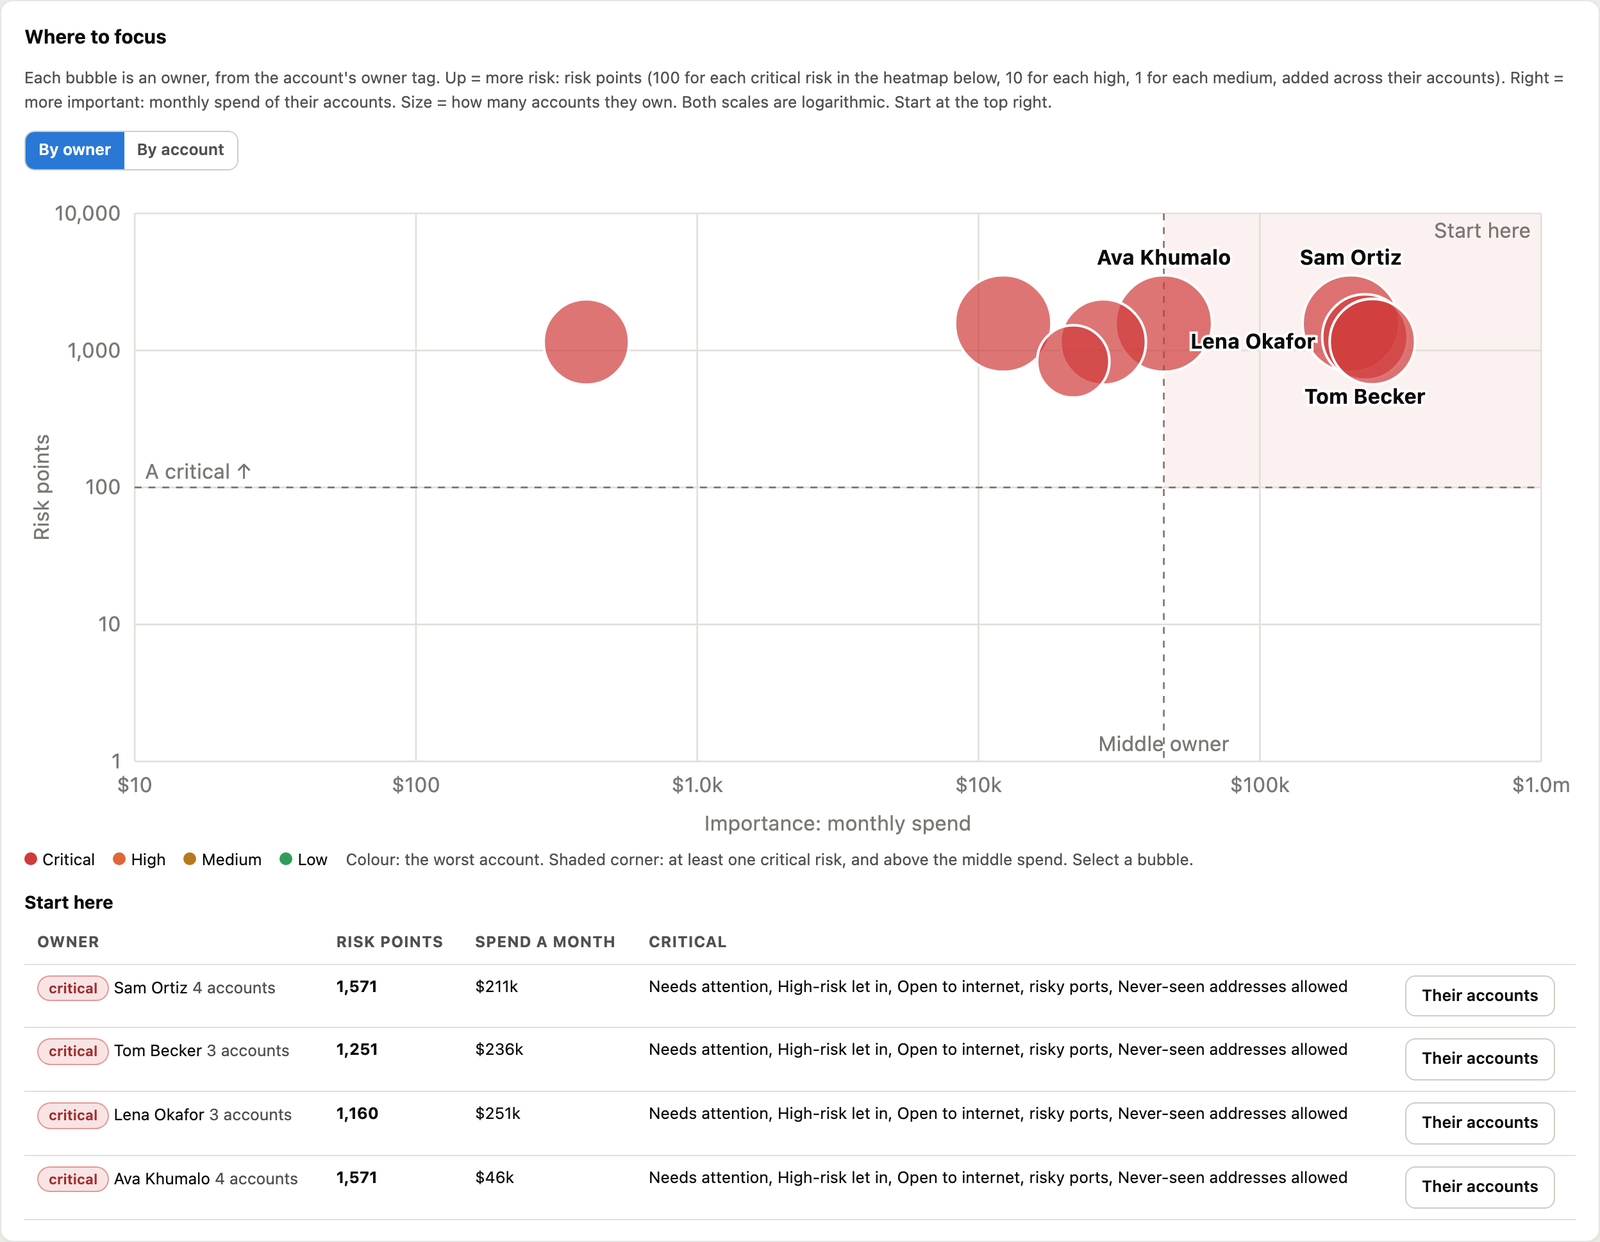 Where to focus
Each bubble is an owner, from the account's owner tag. Up = more risk: risk points (100 for each critical risk in the heatmap below, 10 for each high, 1 for each medium, added across their accounts). Right =
more important: monthly spend of their accounts. Size = how many accounts they own. Both scales are logarithmic. Start at the top right.
By owner By account
10,000
Start here
Ava Khumalo Sam Ortiz
1,000
Lena Okafor
Tom Becker
Risk points
A critical ↑
100
10
Middle owner
1
$10 $100 $1.0k $10k $100k $1.0m
Importance: monthly spend
Critical High Medium Low Colour: the worst account. Shaded corner: at least one critical risk, and above the middle spend. Select a bubble.
Start here
OWNER RISK POINTS SPEND A MONTH CRITICAL
critical Sam Ortiz 4 accounts 1,571 $211k Needs attention, High-risk let in, Open to internet, risky ports, Never-seen addresses allowed Their accounts
critical Tom Becker 3 accounts 1,251 $236k Needs attention, High-risk let in, Open to internet, risky ports, Never-seen addresses allowed Their accounts
critical Lena Okafor 3 accounts 1,160 $251k Needs attention, High-risk let in, Open to internet, risky ports, Never-seen addresses allowed Their accounts
critical Ava Khumalo 4 accounts 1,571 $46k Needs attention, High-risk let in, Open to internet, risky ports, Never-seen addresses allowed Their accounts